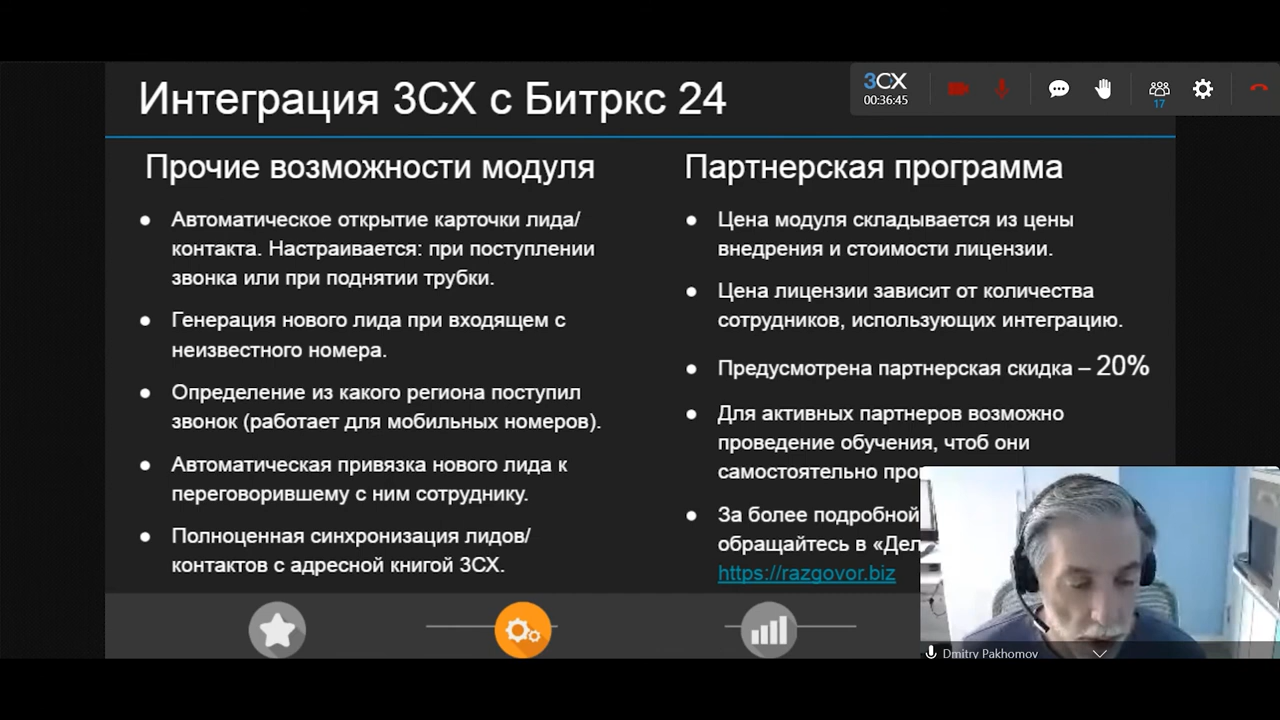 Интеграция 3CX с Битркс 24
3CX
00:36:45
17
Прочие возможности модуля
Автоматическое открытие карточки лида/
контакта. Настраивается: при поступлении
звонка или при поднятии трубки.
Генерация нового лида при входящем с
неизвестного номера.
Определение из какого региона поступил
звонок (работает для мобильных номеров).
Автоматическая привязка нового лида к
переговорившему с ним сотруднику.
Полноценная синхронизация лидов/
контактов с адресной книгой 3CX.
Партнерская программа
Цена модуля складывается из цены
внедрения и стоимости лицензии.
Цена лицензии зависит от количества
сотрудников, использующих интеграцию.
Предусмотрена партнерская скидка – 20%
Для активных партнеров возможно
проведение обучения, чтоб они
самостоятельно
За более подробной
обращайтесь в
https://razgovor.biz
Dmitry Pakhomov